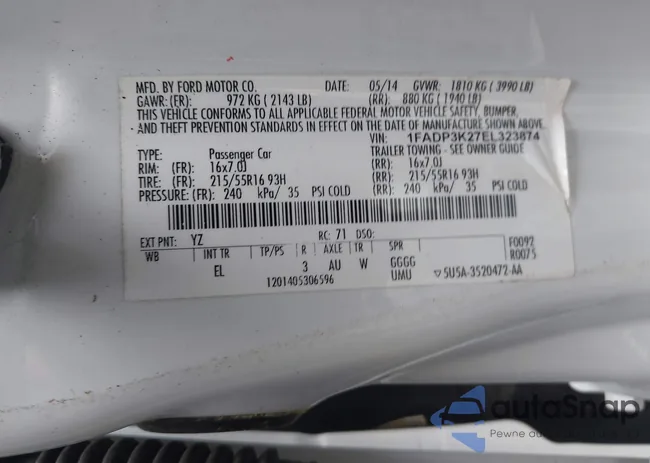 MFD. BY FORD MOTOR CO. DATE: 05/14 GVWR: 1810 KG ( 3990 LB)
GAWR: (FR): 972 KG ( 2143 LB) (RR): 880 KG ( 1940 LB)
THIS VEHICLE CONFORMS TO ALL APPLICABLE FEDERAL MOTOR VEHICLE SAFETY, BUMPER,
AND THEFT PREVENTION STANDARDS IN EFFECT ON THE DATE OF MANUFACTURE SHOWN ABOVE.
VIN: 1FADP3K27EL323874
TYPE: Passenger Car TRAILER TOWING - SEE OWNER GUIDE
RIM: (FR): 16x7.0J (RR): 16x7.0J
TIRE: (FR): 215/55R16 93H (RR): 215/55R16 93H
PRESSURE: (FR): 240 kPa/ 35 PSI COLD (RR): 240 kPa/ 35 PSI COLD
EXT PNT: YZ RC: 71 DSO: F0092
WB INT TR TP/PS R AXLE TR SPR R0075
EL 3 AU W GGGG
UMU
1201405306596
5U5A-3520472-AA
autoSnap
Pewne auto